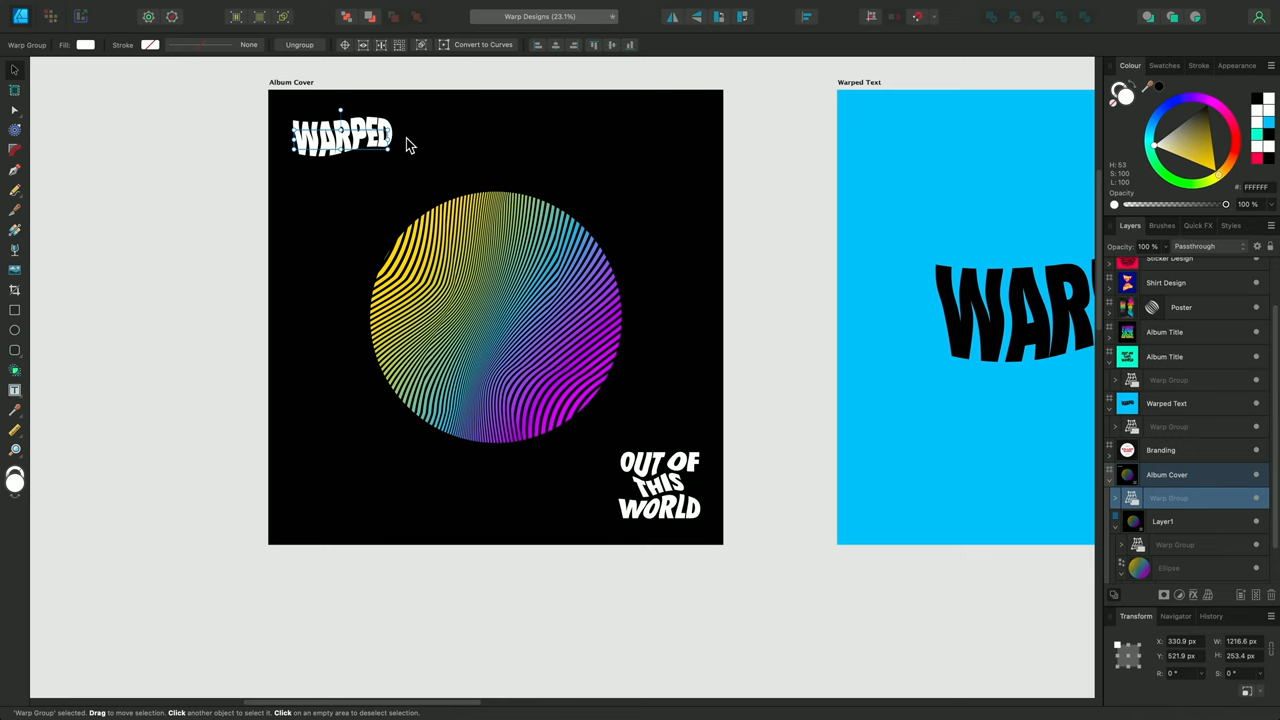 Warp Designs (23.1%)
Warp Group
Fill:
Stroke
None
Ungroup
Convert to Curves
Album Cover
WARPED
OUT OF
THIS
WORLD
Warped Text
WAR
Colour
Swatches
Stroke
Appearance
H: 53
S: 100
L: 100
#: FFFFFF
Opacity
100 %
Layers
Brushes
Quick FX
Styles
Opacity: 100 %
Passthrough
Sticker Design
Shirt Design
Poster
Album Title
Album Title
Warp Group
Warped Text
Warp Group
Branding
Album Cover
Warp Group
Layer1
Warp Group
Ellipse
Transform
Navigator
History
X: 330.9 px
W: 1216.6 px
Y: 521.9 px
H: 253.4 px
R: 0 °
S: 0 °
'Warp Group' selected. Drag to move selection. Click another object to select it. Click on an empty area to deselect selection.